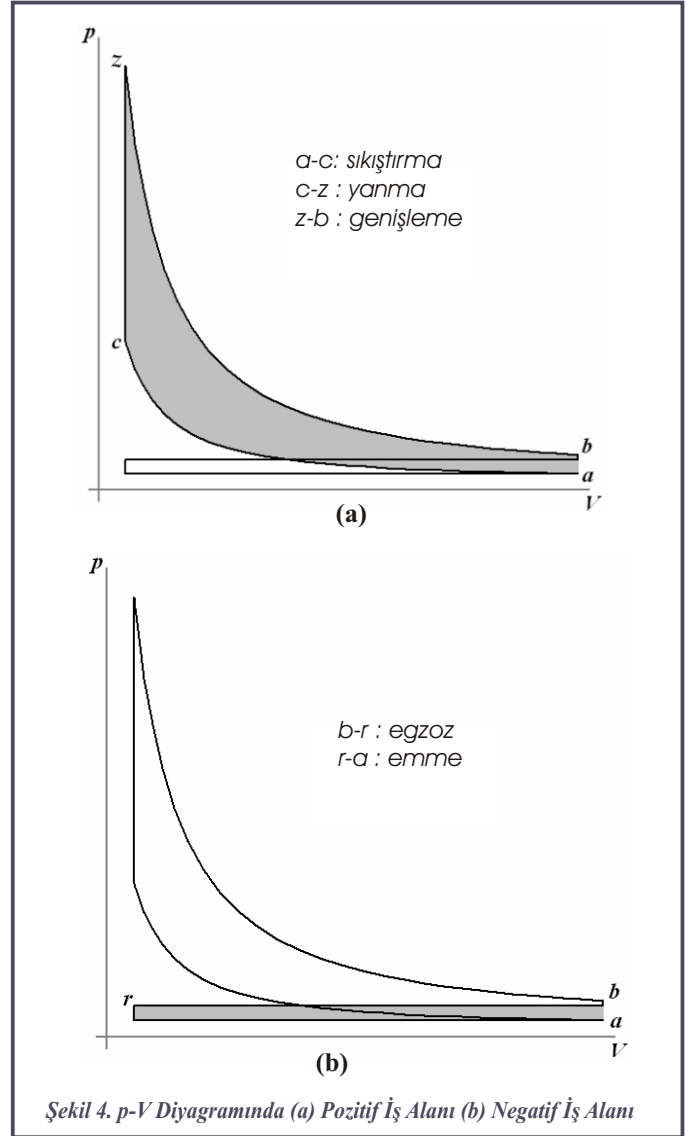 p
z
a-c: sıkıştırma
c-z : yanma
z-b : genişleme
c
b
a
V
(a)
p
b-r : egzoz
r-a : emme
r
b
a
V
(b)
Şekil 4. p-V Diyagramında (a) Pozitif İş Alanı (b) Negatif İş Alanı